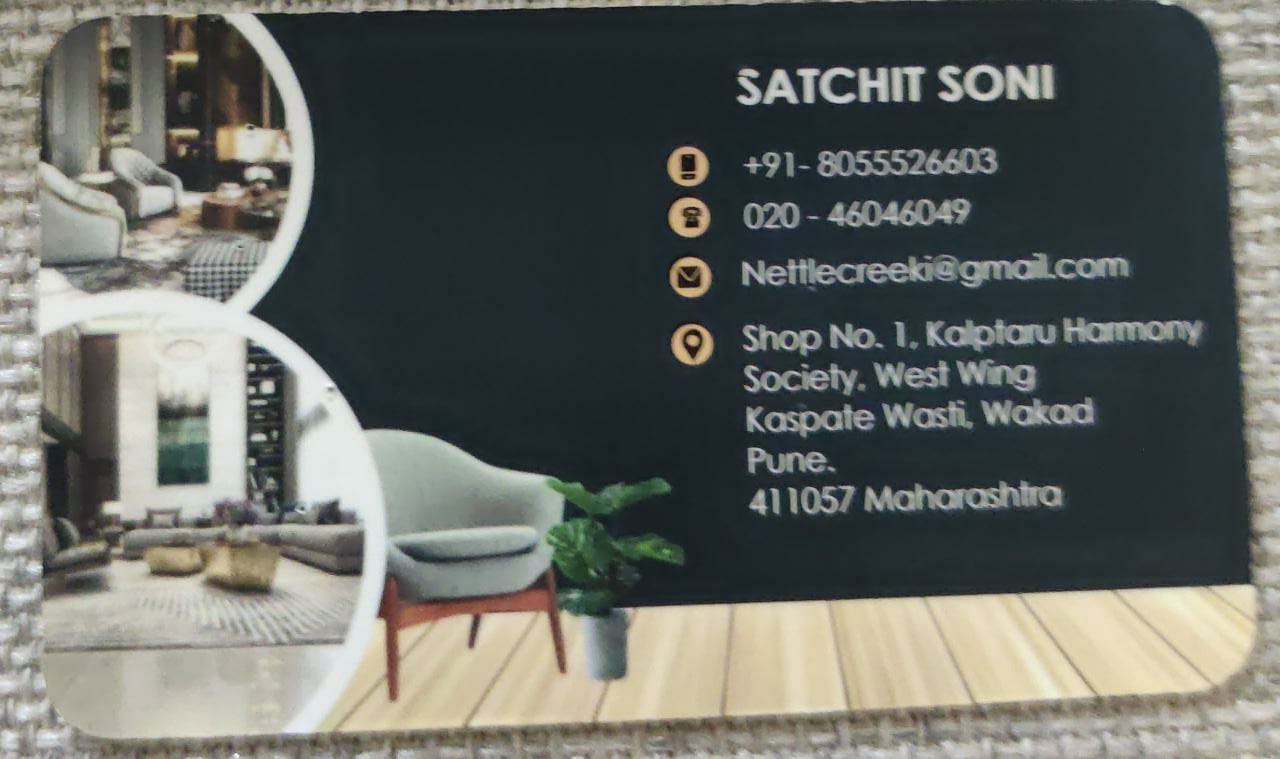 SATCHIT SONI
+91- 8055526603
020 - 46046049
Nettlecreeki@gmail.com
Shop No. 1, Kalptaru Harmony
Society, West Wing
Kaspate Wasti, Wakad
Pune.
411057 Maharashtra